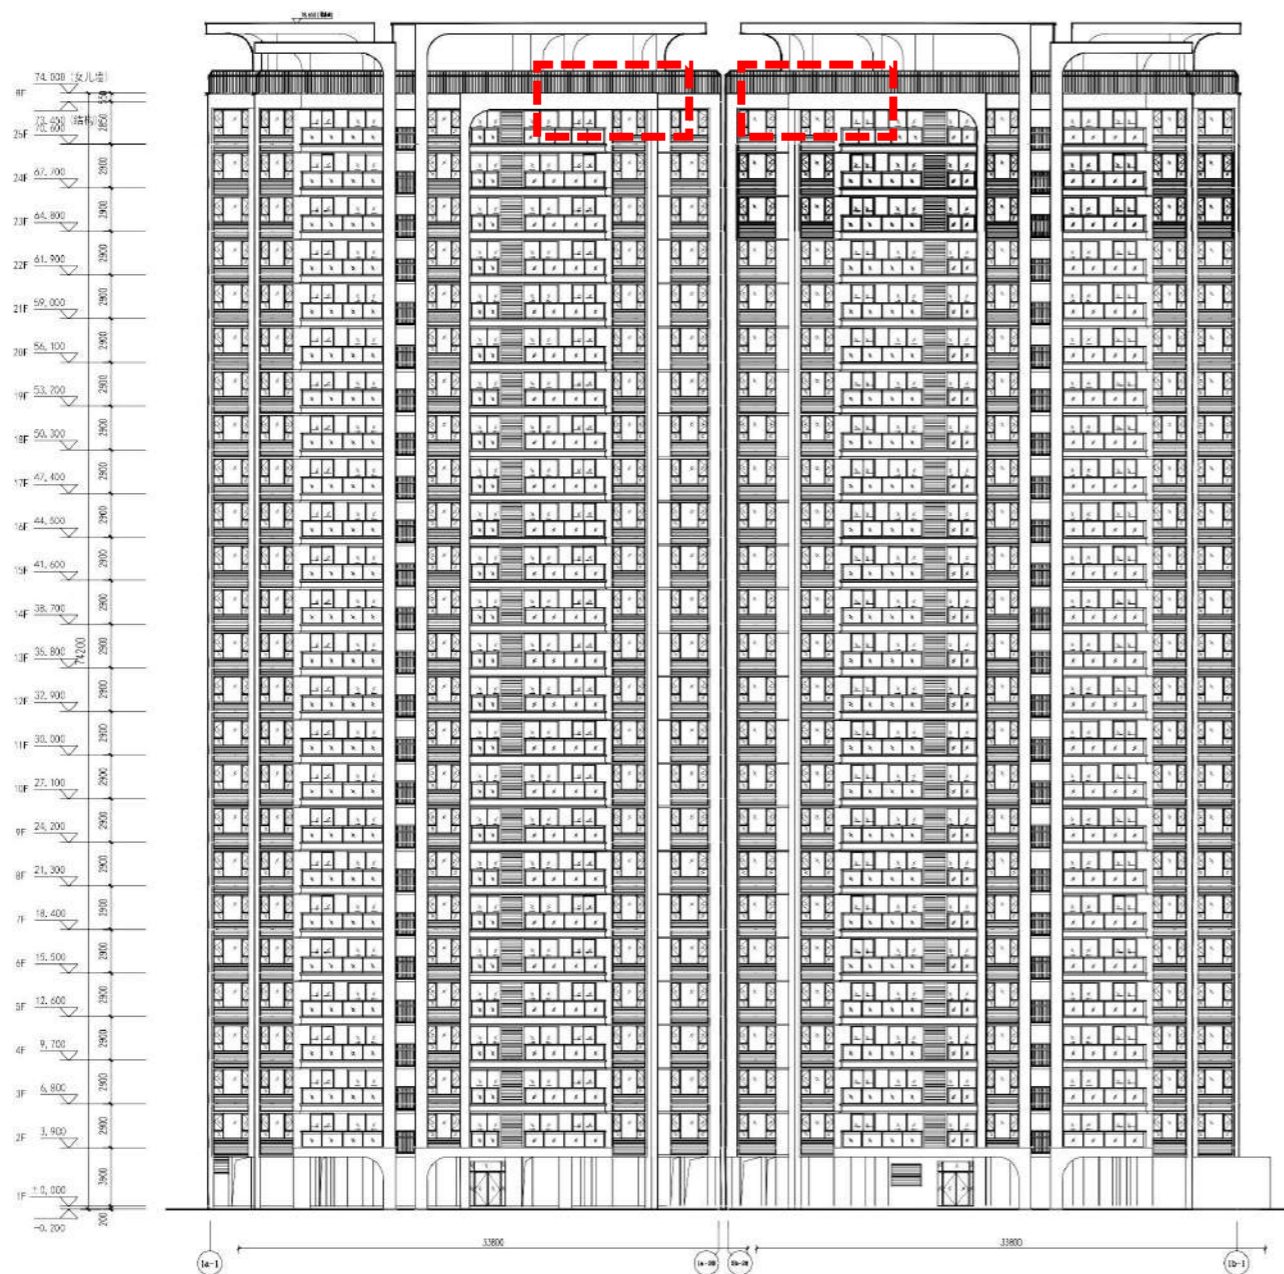 74.000 (女儿墙)
RF
550
73.450 (结构)
2850
25F 70.600
2900
24F 67.700
2900
23F 64.800
2900
22F 61.900
2900
21F 59.000
2900
20F 56.100
2900
19F 53.200
2900
18F 50.300
2900
17F 47.400
2900
16F 44.500
2900
15F 41.600
2900
14F 38.700
2900
74200
13F 35.800
2900
12F 32.900
2900
11F 30.000
2900
10F 27.100
2900
9F 24.200
2900
8F 21.300
2900
7F 18.400
2900
6F 15.500
2900
5F 12.600
2900
4F 9.700
2900
3F 6.800
2900
2F 3.900
3900
1F ±0.000
-0.200
200
33800
33800
1a-1
1b-1